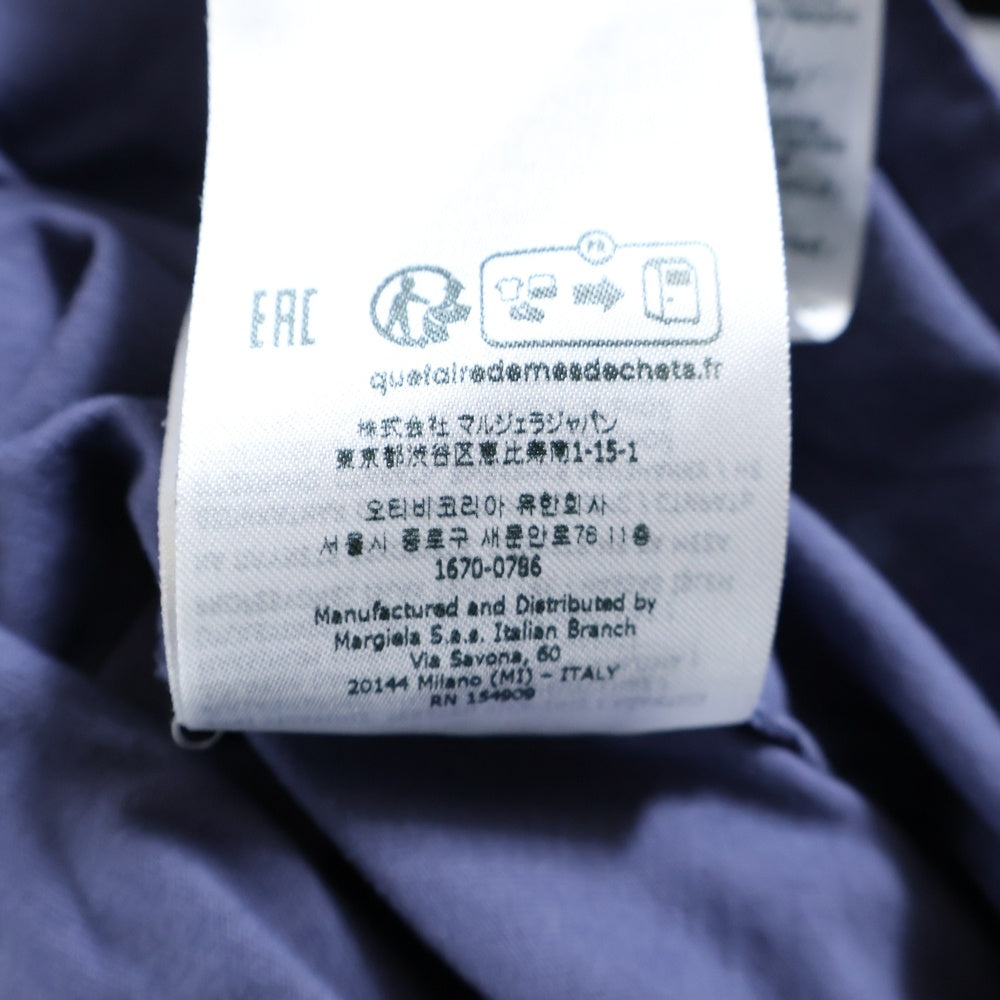 EAC
FR
quefairedemesdechets.fr
株式会社 マルジェラジャパン
東京都渋谷区恵比寿南1-15-1
오티비코리아 유한회사
서울시 종로구 새문안로76 11층
1670-0786
Manufactured and Distributed by
Margiela S.a.s. Italian Branch
Via Savona, 60
20144 Milano (MI) - ITALY
RN 154909